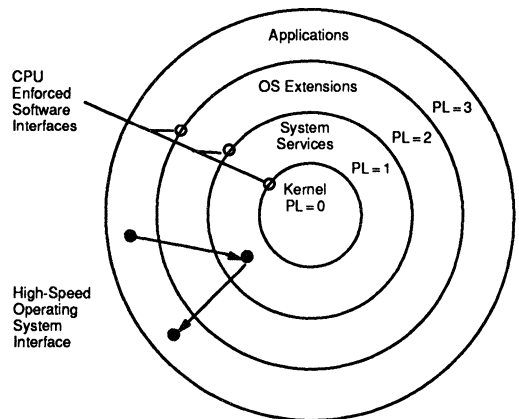 Applications
CPU
Enforced
Software
Interfaces
OS Extensions
PL=3
System
Services
PL=2
PL=1
Kernel
PL=0
High-Speed
Operating
System
Interface